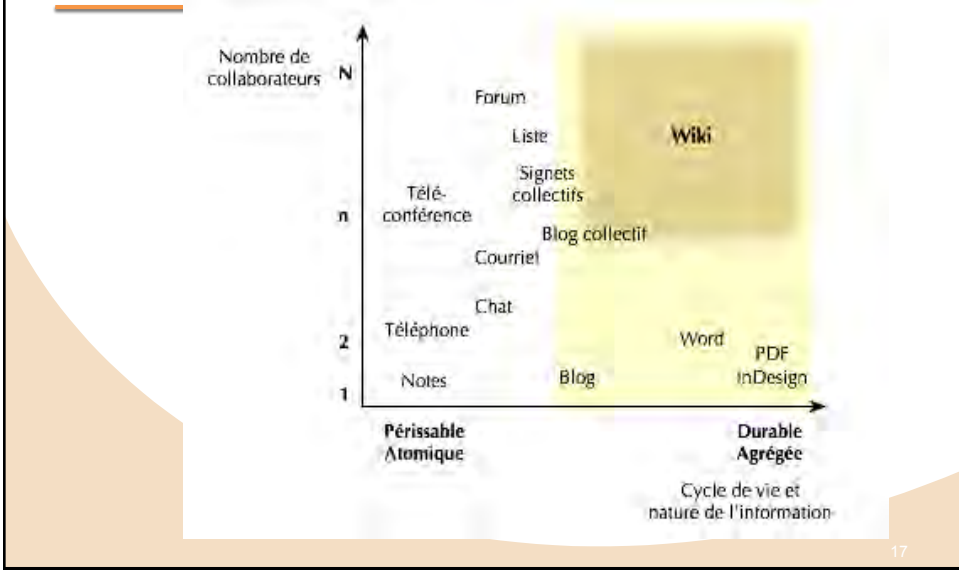 Nombre de
collaborateurs
N
Forum
Liste
Wiki
Signets
collectifs
Télé-
conférence
n
Blog collectif
Courriel
Chat
Téléphone
2
Word
PDF
InDesign
Notes
Blog
1
Périssable
Atomique
Durable
Agrégée
Cycle de vie et
nature de l'information
17